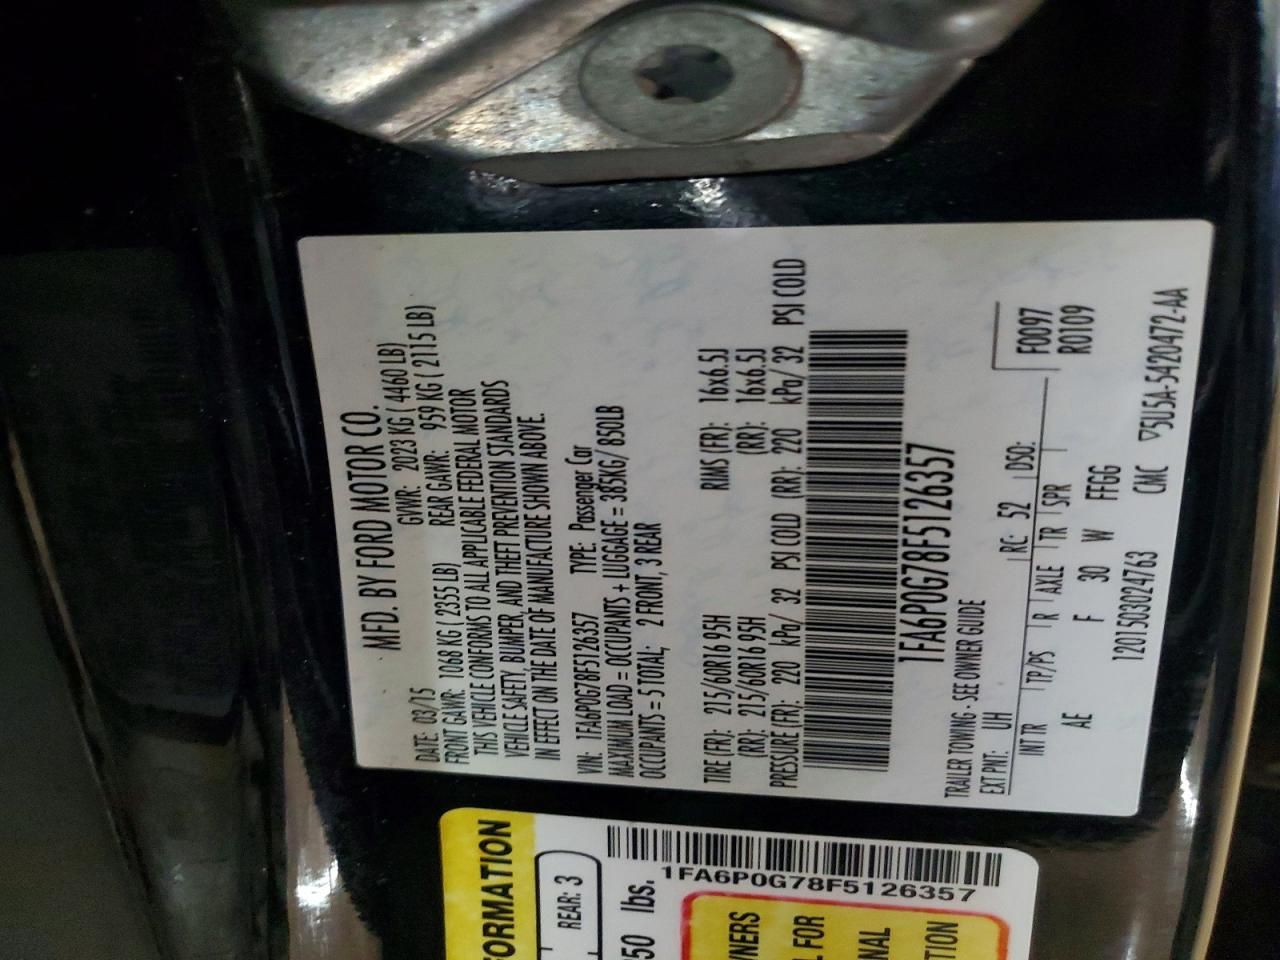 MFD. BY FORD MOTOR CO.
DATE: 03/15 GVWR: 2023 KG ( 4460 LB)
FRONT GAWR: 1068 KG ( 2355 LB) REAR GAWR: 959 KG ( 2115 LB)
THIS VEHICLE CONFORMS TO ALL APPLICABLE FEDERAL MOTOR
VEHICLE SAFETY, BUMPER, AND THEFT PREVENTION STANDARDS
IN EFFECT ON THE DATE OF MANUFACTURE SHOWN ABOVE.
VIN: 1FA6P0G78F5126357 TYPE: Passenger Car
MAXIMUM LOAD = OCCUPANTS + LUGGAGE = 385KG/ 850LB
OCCUPANTS = 5 TOTAL; 2 FRONT, 3 REAR
TIRE (FR): 215/60R16 95H RIMS (FR): 16x6.5J
(RR): 215/60R16 95H (RR): 16x6.5J
PRESSURE (FR): 220 kPa/ 32 PSI COLD (RR): 220 kPa/ 32 PSI COLD
1FA6P0G78F5126357
TRAILER TOWING - SEE OWNER GUIDE
EXT PNT: UH RC: 52 DSO: F0097
INT TR TP/PS R AXLE TR SPR R0109
AE F 30 W FFGG
1201503024763 CMC ▽5U5A-5420472-AA
ORMATION
REAR: 3
50 lbs.
1FA6P0G78F5126357
WNERS
L FOR
NAL
TION